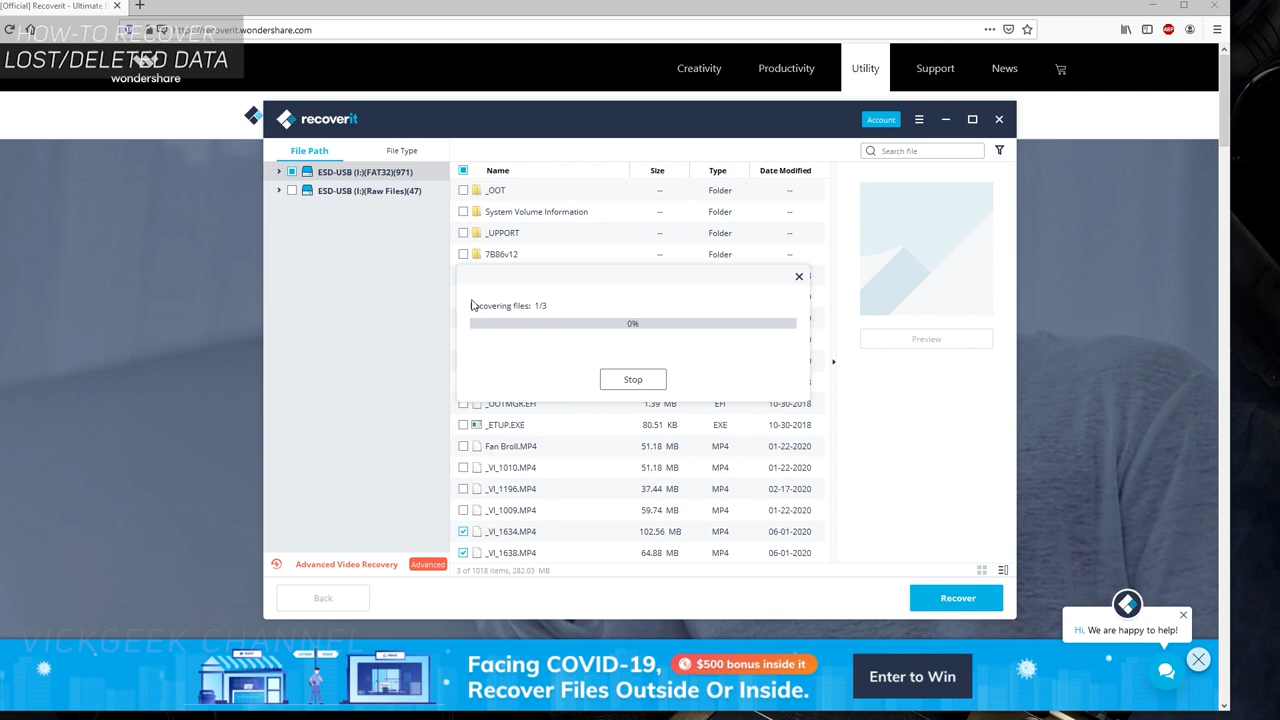 [Official] Recoverit - Ultimate D
HOW-TO RECOVER
LOST/DELETED DATA
https://recoverit.wondershare.com
ABP
wondershare
Creativity
Productivity
Utility
Support
News
recoverit
Account
File Path
File Type
Search file
ESD-USB (I:)(FAT32)(971)
ESD-USB (I:)(Raw Files)(47)
Name Size Type Date Modified
_OOT -- Folder --
System Volume Information -- Folder --
_UPPORT -- Folder --
7B86v12 -- Folder --
covering files: 1/3
0%
Stop
_OOTMGR.EFI 1.39 MB EFI 10-30-2018
_ETUP.EXE 80.51 KB EXE 10-30-2018
Fan Broll.MP4 51.18 MB MP4 01-22-2020
_VI_1010.MP4 51.18 MB MP4 01-22-2020
_VI_1196.MP4 37.44 MB MP4 02-17-2020
_VI_1009.MP4 59.74 MB MP4 01-22-2020
_VI_1634.MP4 102.56 MB MP4 06-01-2020
_VI_1638.MP4 64.88 MB MP4 06-01-2020
Preview
Advanced Video Recovery Advanced
3 of 1018 items, 282.03 MB
Back
Recover
Hi, We are happy to help!
VICKGEEK CHANNEL
Facing COVID-19, $500 bonus inside it
Recover Files Outside Or Inside.
Enter to Win